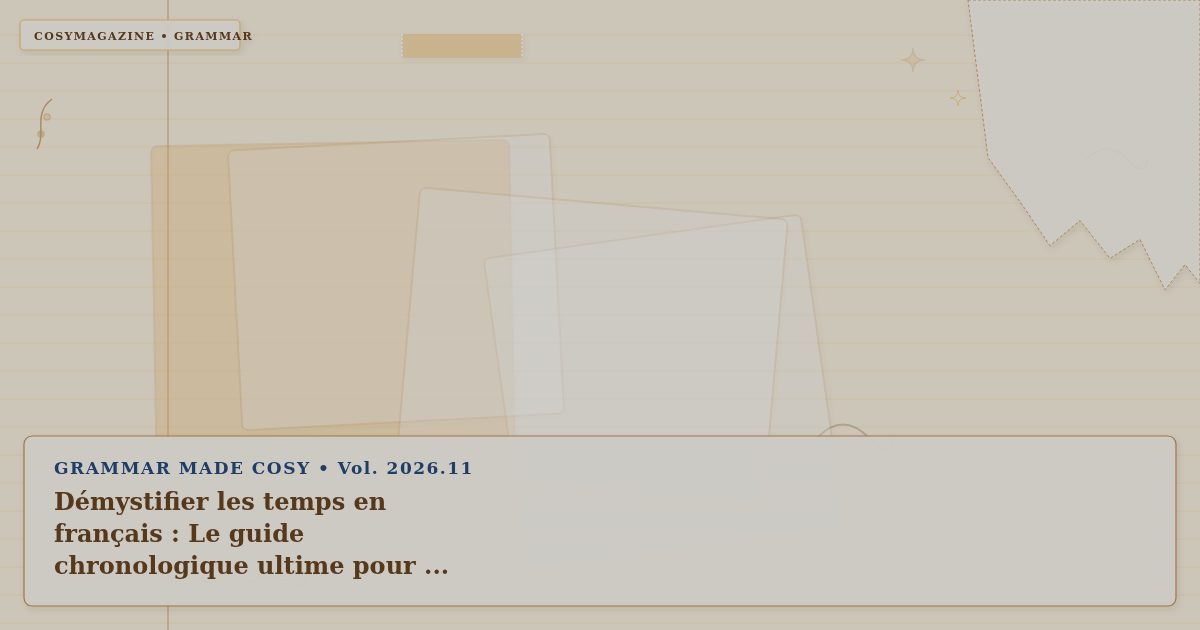 COSYMAGAZINE • GRAMMAR
GRAMMAR MADE COSY • Vol. 2026.11
Démystifier les temps en
français : Le guide
chronologique ultime pour ...